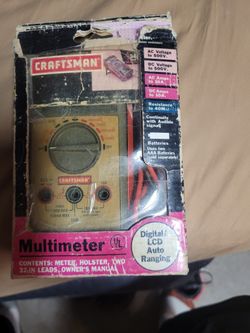 CRAFTSMAN
AC Voltage
to 500V.
DC Voltage
to 500V.
AC Amps
to 10A.
DC Amps
to 10A.
Resistance
to 40M
Continuity
with Audible
signal
Batteries
Uses two
AAA Batteries
CRAFTSMAN
Multimeter
UL
Digital/
LCD
Auto
Ranging
CONTENTS: METER, HOLSTER, TWO
32-IN LEADS, OWNER'S MANUAL